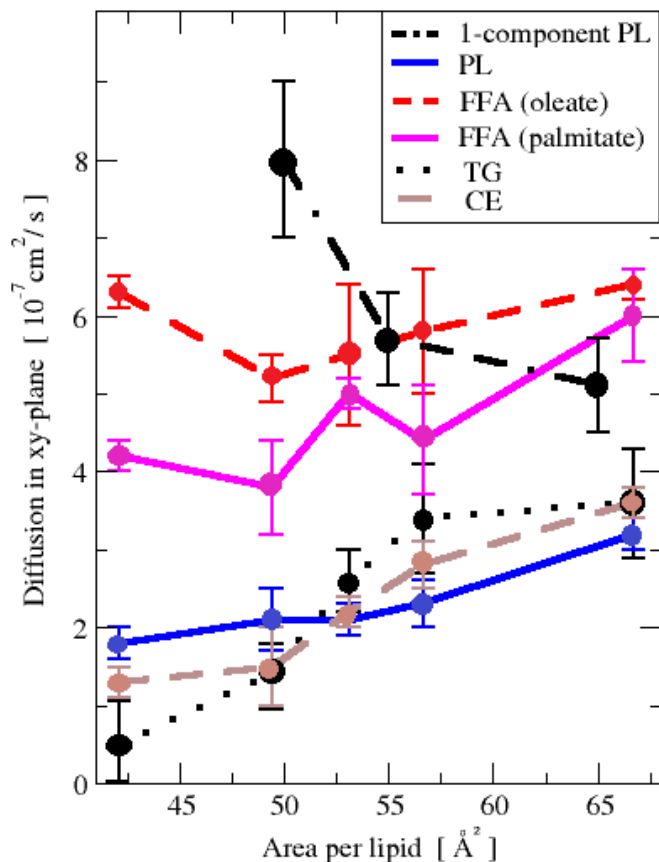 1-component PL
PL
FFA (oleate)
FFA (palmitate)
TG
CE
8
6
4
2
0
45 50 55 60 65
Diffusion in xy-plane [ 10⁻⁷ cm²/s ]
Area per lipid [ Å² ]